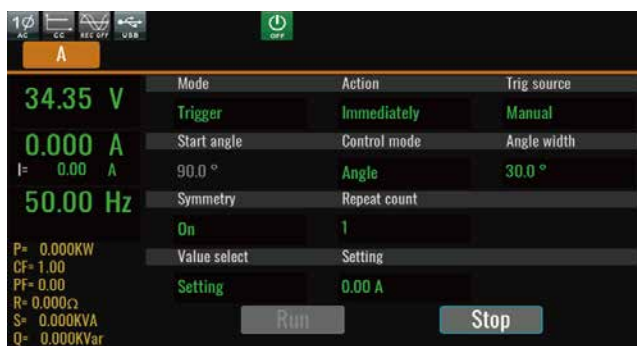 1Ø
AC
CC
REC OFF
USB
OFF
A
34.35 V
0.000 A
I= 0.00 A
50.00 Hz
P= 0.000KW
CF= 1.00
PF= 0.00
R= 0.000Ω
S= 0.000KVA
Q= 0.000KVar
Mode Action Trig source
Trigger Immediately Manual
Start angle Control mode Angle width
90.0 ° Angle 30.0 °
Symmetry Repeat count
On 1
Value select Setting
Setting 0.00 A
Run Stop